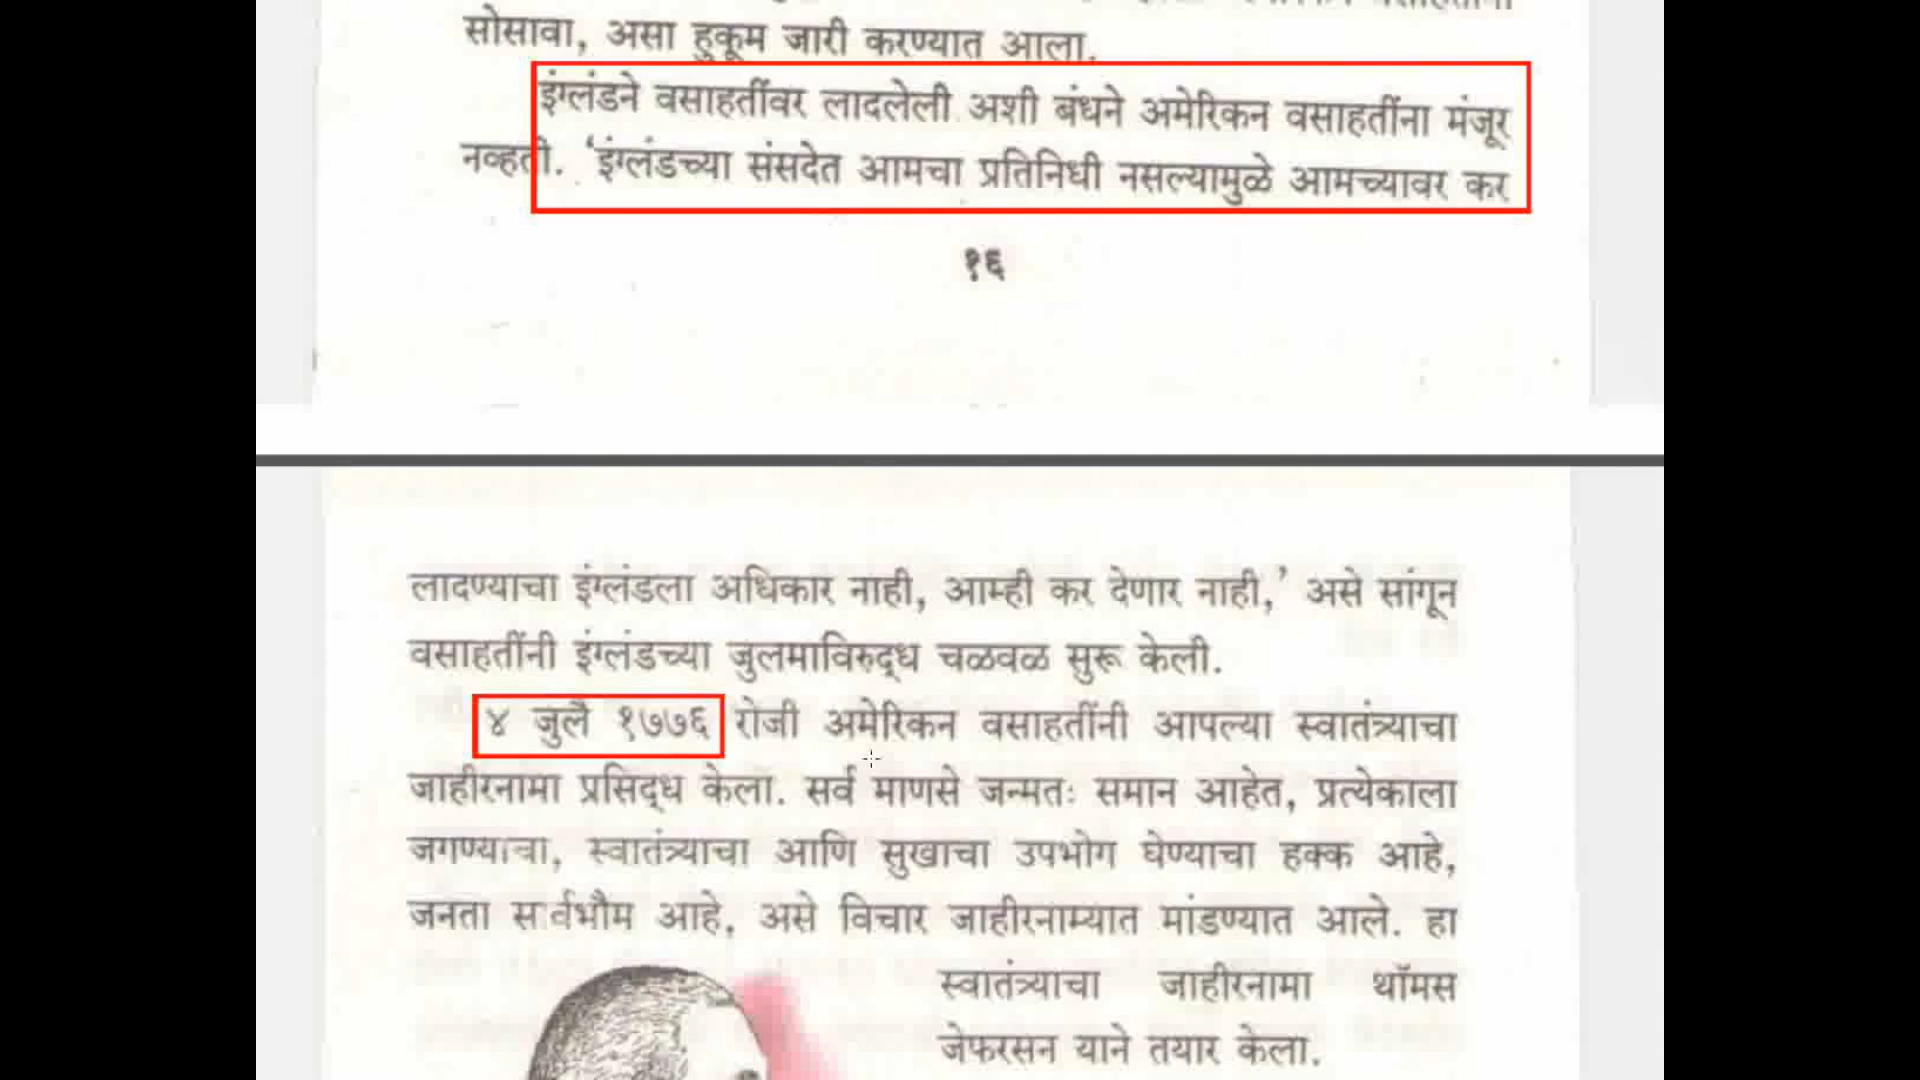 सोसावा, असा हुकूम जारी करण्यात आला.
इंग्लंडने वसाहतींवर लादलेली अशी बंधने अमेरिकन वसाहतींना मंजूर
नव्हती. ‘इंग्लंडच्या संसदेत आमचा प्रतिनिधी नसल्यामुळे आमच्यावर कर
१६
लादण्याचा इंग्लंडला अधिकार नाही, आम्ही कर देणार नाही,’ असे सांगून
वसाहतींनी इंग्लंडच्या जुलमाविरुद्ध चळवळ सुरू केली.
४ जुलै १७७६ रोजी अमेरिकन वसाहतींनी आपल्या स्वातंत्र्याचा
जाहीरनामा प्रसिद्ध केला. सर्व माणसे जन्मतः समान आहेत, प्रत्येकाला
जगण्याचा, स्वातंत्र्याचा आणि सुखाचा उपभोग घेण्याचा हक्क आहे,
जनता सार्वभौम आहे, असे विचार जाहीरनाम्यात मांडण्यात आले. हा
स्वातंत्र्याचा जाहीरनामा थॉमस
जेफरसन याने तयार केला.